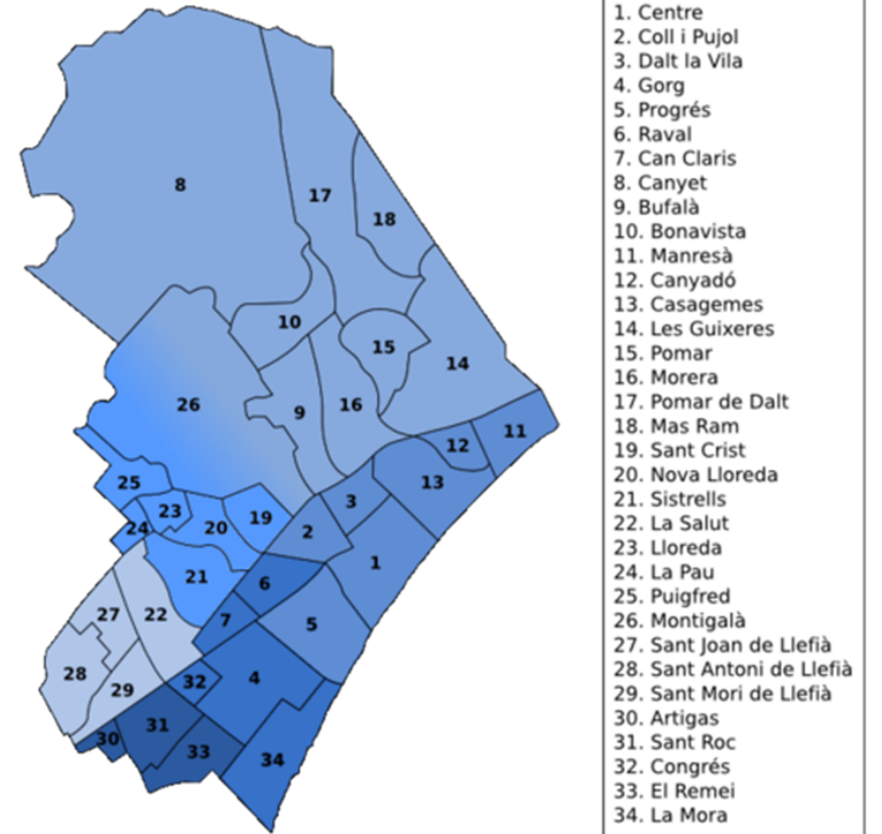 8
17
18
10
15
14
26
9
16
11
12
13
25
3
23
19
24
20
2
1
21
6
27
22
7
5
28
4
29
32
31
30
33
34
1. Centre
2. Coll i Pujol
3. Dalt la Vila
4. Gorg
5. Progrés
6. Raval
7. Can Claris
8. Canyet
9. Bufalà
10. Bonavista
11. Manresà
12. Canyadó
13. Casagemes
14. Les Guixeres
15. Pomar
16. Morera
17. Pomar de Dalt
18. Mas Ram
19. Sant Crist
20. Nova Lloreda
21. Sistrells
22. La Salut
23. Lloreda
24. La Pau
25. Puigfred
26. Montigalà
27. Sant Joan de Llefià
28. Sant Antoni de Llefià
29. Sant Mori de Llefià
30. Artigas
31. Sant Roc
32. Congrés
33. El Remei
34. La Mora